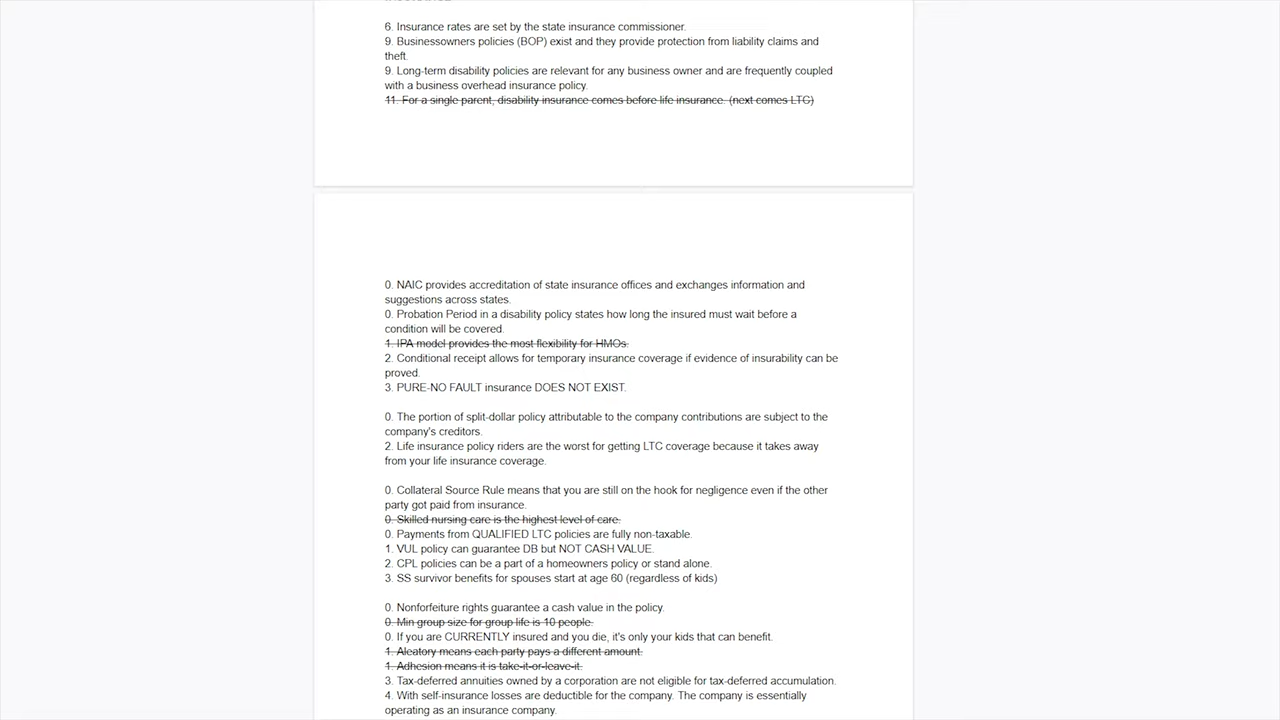 6. Insurance rates are set by the state insurance commissioner.
9. Businessowners policies (BOP) exist and they provide protection from liability claims and
theft.
9. Long-term disability policies are relevant for any business owner and are frequently coupled
with a business overhead insurance policy.
11. For a single parent, disability insurance comes before life insurance. (next comes LTC)
0. NAIC provides accreditation of state insurance offices and exchanges information and
suggestions across states.
0. Probation Period in a disability policy states how long the insured must wait before a
condition will be covered.
1. IPA model provides the most flexibility for HMOs.
2. Conditional receipt allows for temporary insurance coverage if evidence of insurability can be
proved.
3. PURE-NO FAULT insurance DOES NOT EXIST.
0. The portion of split-dollar policy attributable to the company contributions are subject to the
company's creditors.
2. Life insurance policy riders are the worst for getting LTC coverage because it takes away
from your life insurance coverage.
0. Collateral Source Rule means that you are still on the hook for negligence even if the other
party got paid from insurance.
0. Skilled nursing care is the highest level of care.
0. Payments from QUALIFIED LTC policies are fully non-taxable.
1. VUL policy can guarantee DB but NOT CASH VALUE.
2. CPL policies can be a part of a homeowners policy or stand alone.
3. SS survivor benefits for spouses start at age 60 (regardless of kids)
0. Nonforfeiture rights guarantee a cash value in the policy.
0. Min group size for group life is 10 people.
0. If you are CURRENTLY insured and you die, it's only your kids that can benefit.
1. Aleatory means each party pays a different amount.
1. Adhesion means it is take-it-or-leave-it.
3. Tax-deferred annuities owned by a corporation are not eligible for tax-deferred accumulation.
4. With self-insurance losses are deductible for the company. The company is essentially
operating as an insurance company.